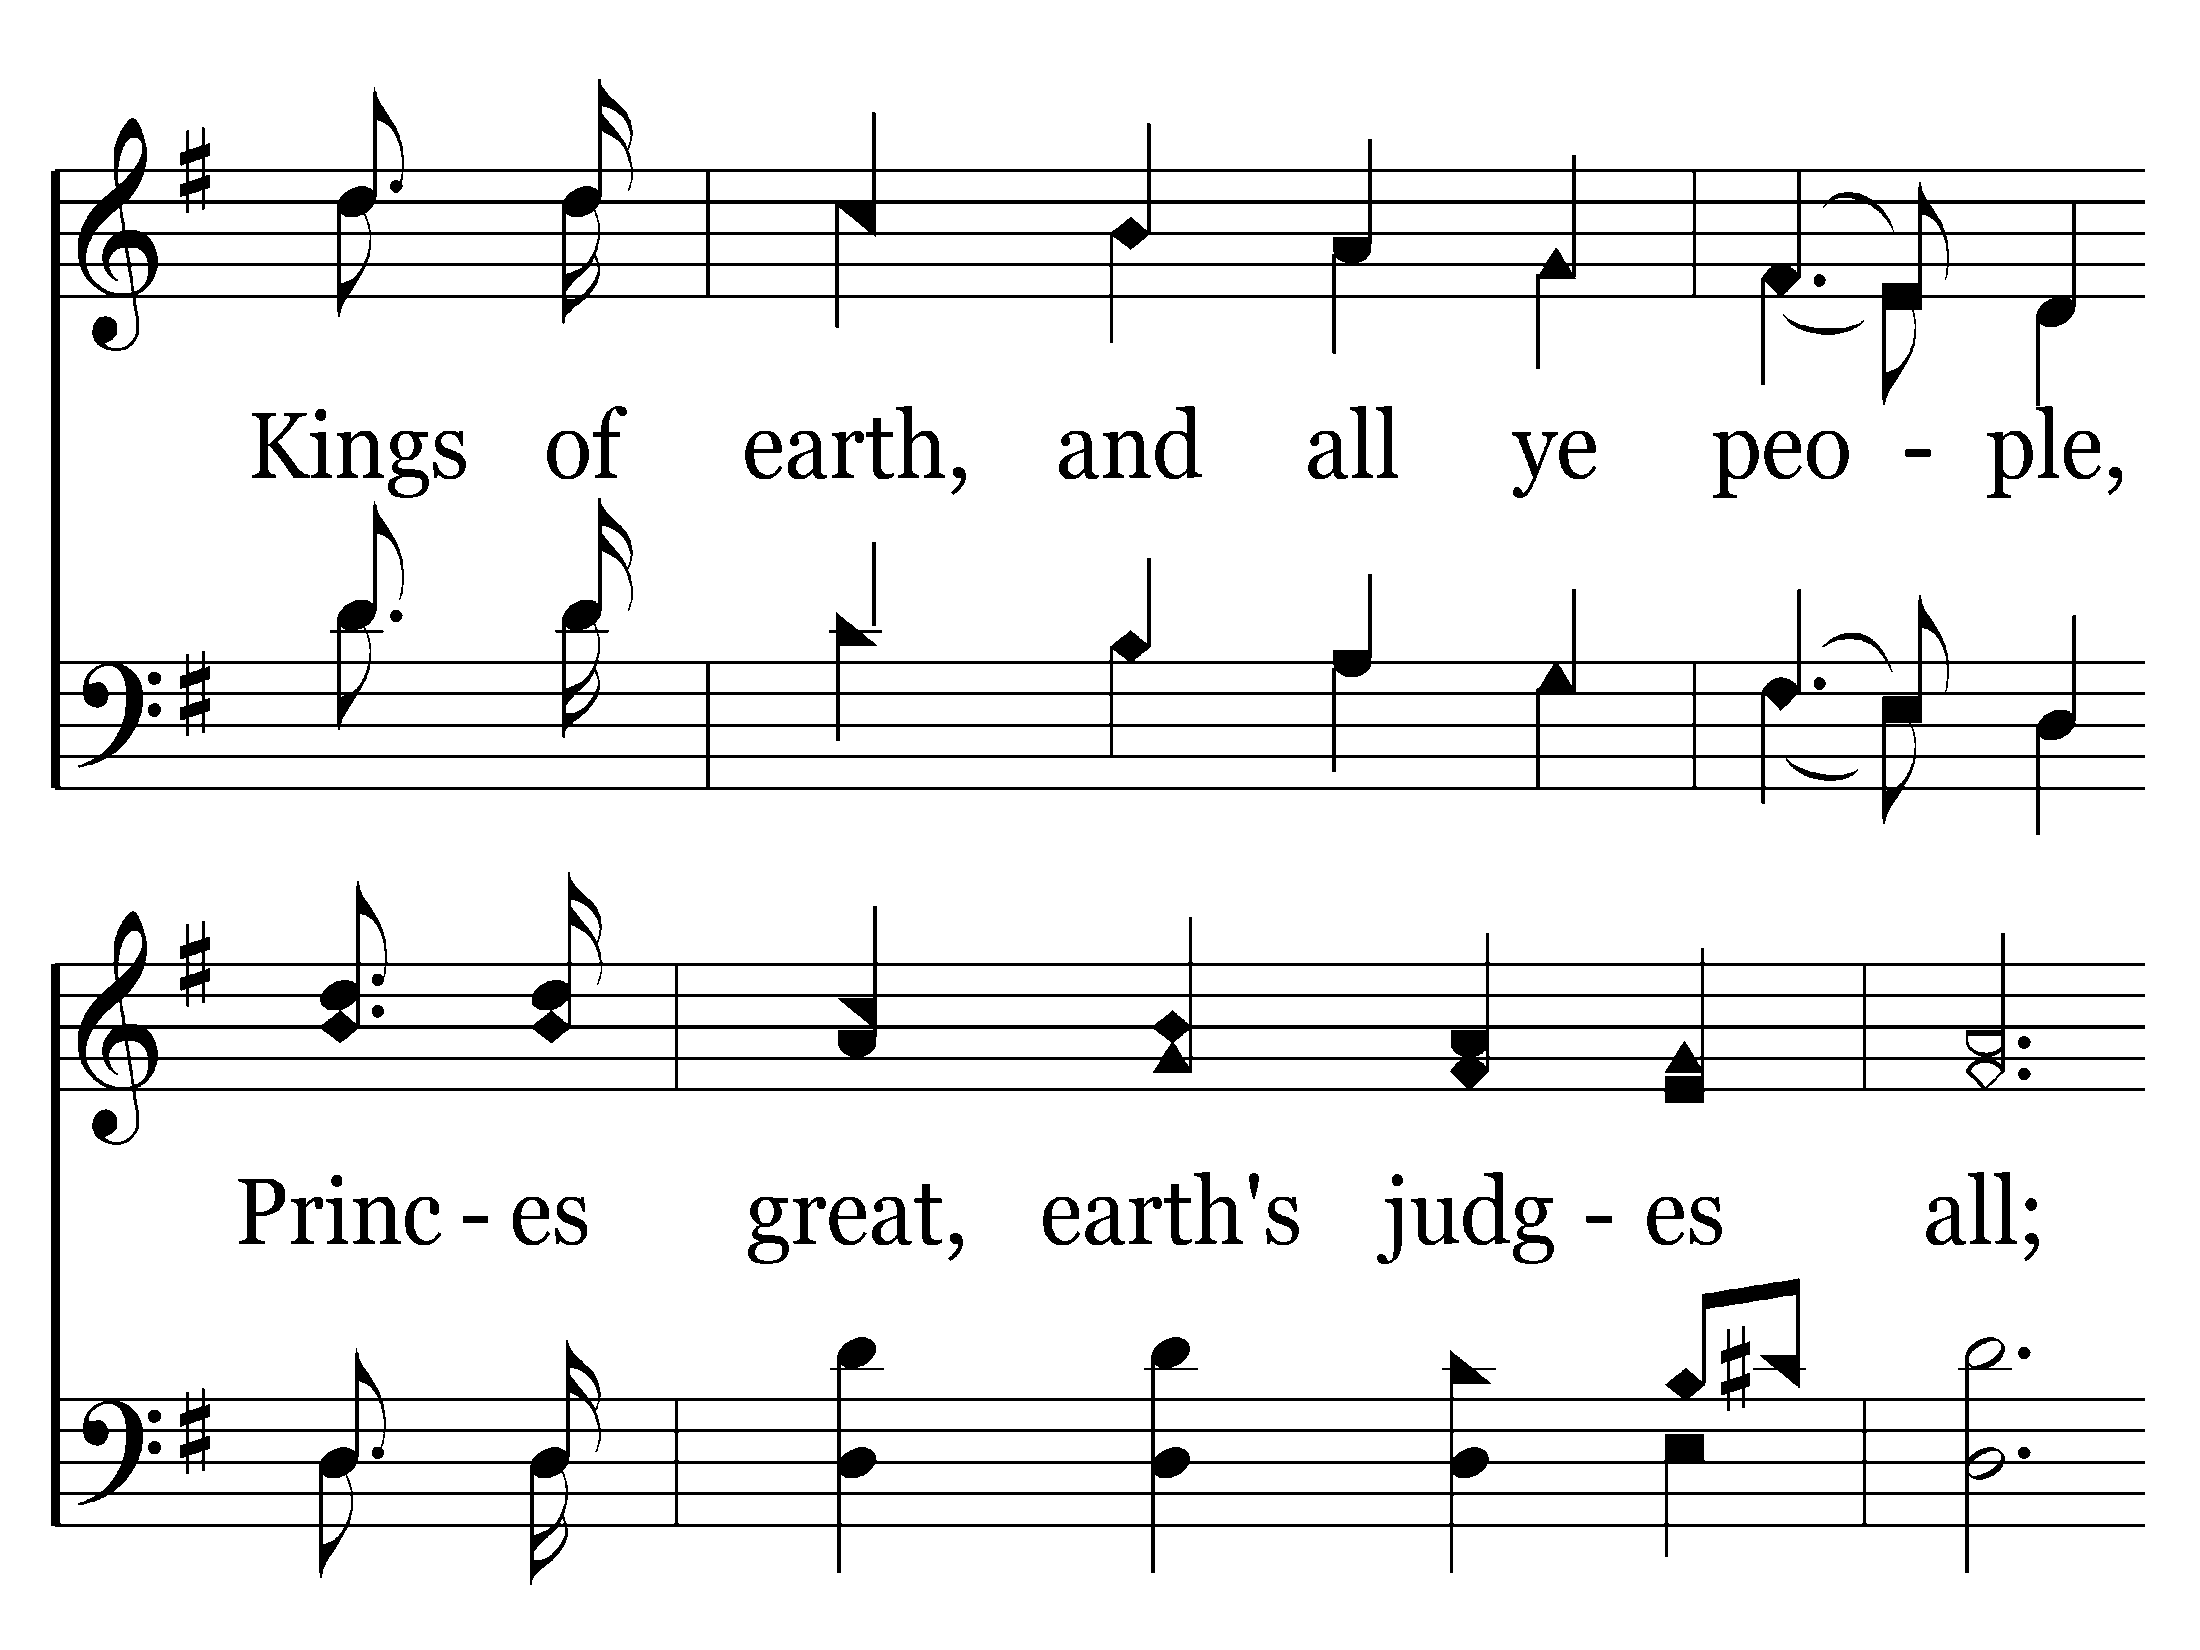 Kings of earth, and all ye peo - ple,
Princ - es great, earth's judg - es all;